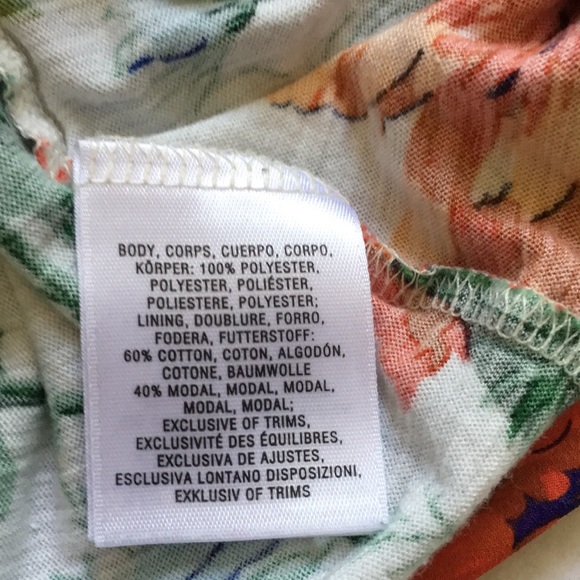 BODY, CORPS, CUERPO, CORPO,
KÖRPER: 100% POLYESTER,
POLYESTER, POLIÉSTER,
POLIESTERE, POLYESTER;
LINING, DOUBLURE, FORRO,
FODERA, FUTTERSTOFF:
60% COTTON, COTON, ALGODÓN,
COTONE, BAUMWOLLE
40% MODAL, MODAL, MODAL,
MODAL, MODAL;
EXCLUSIVE OF TRIMS,
EXCLUSIVITÉ DES ÉQUILIBRES,
EXCLUSIVA DE AJUSTES,
ESCLUSIVA LONTANO DISPOSIZIONI,
EXKLUSIV OF TRIMS